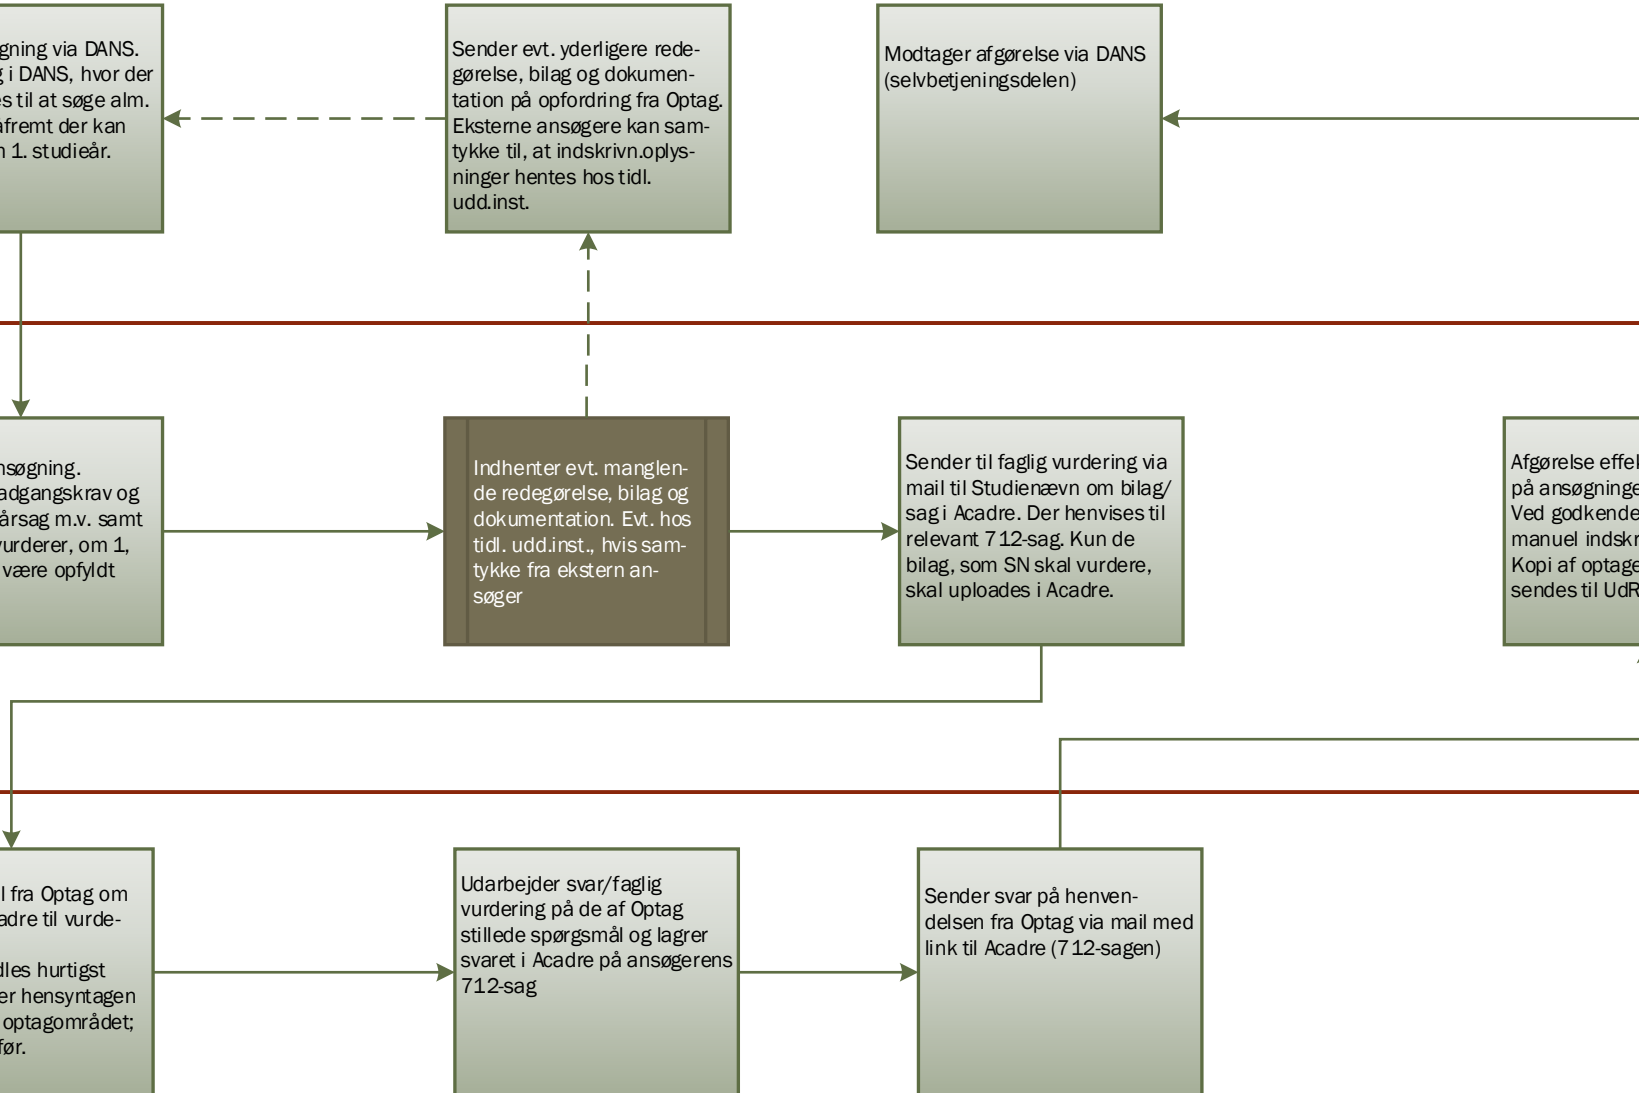 gning via DANS.
g i DANS, hvor der
es til at søge alm.
åfremt der kan
n 1. studieår.
Sender evt. yderligere rede-
gørelse, bilag og dokumen-
tation på opfordring fra Optag.
Eksterne ansøgere kan sam-
tykke til, at indskrivn.oplys-
ninger hentes hos tidl.
udd.inst.
Modtager afgørelse via DANS
(selvbetjeningsdelen)
nsøgning.
adgangskrav og
årsag m.v. samt
vurderer, om 1,
være opfyldt
Indhenter evt. manglen-
de redegørelse, bilag og
dokumentation. Evt. hos
tidl. udd.inst., hvis sam-
tykke fra ekstern an-
søger
Sender til faglig vurdering via
mail til Studienævn om bilag/
sag i Acadre. Der henvises til
relevant 712-sag. Kun de
bilag, som SN skal vurdere,
skal uploades i Acadre.
Afgørelse effek
på ansøgninge
Ved godkende
manuel indskr
Kopi af optage
sendes til UdR
l fra Optag om
adre til vurde-
dles hurtigst
er hensyntagen
optagområdet;
før.
Udarbejder svar/faglig
vurdering på de af Optag
stillede spørgsmål og lagrer
svaret i Acadre på ansøgerens
712-sag
Sender svar på henven-
delsen fra Optag via mail med
link til Acadre (712-sagen)